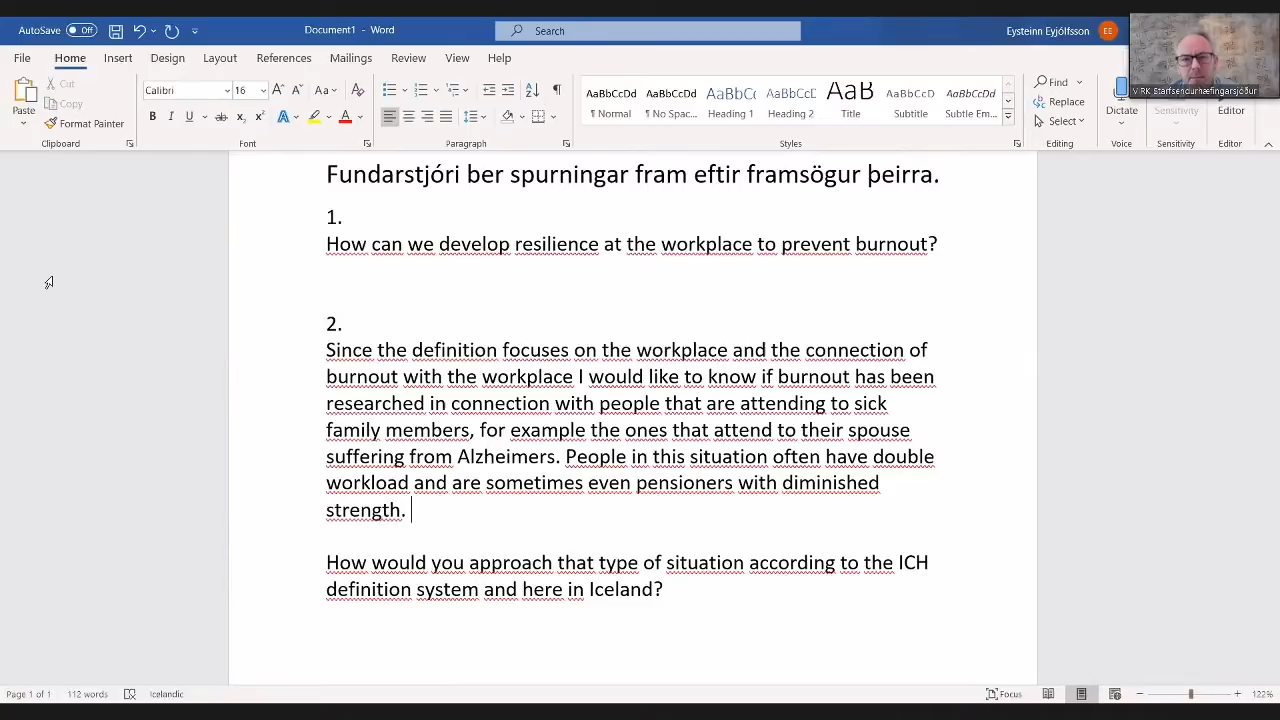 AutoSave Off Document1 - Word Search Eysteinn Eyjólfsson EE
File Home Insert Design Layout References Mailings Review View Help
Paste Cut Copy Format Painter
Calibri 16
AaBbCcDd AaBbCcDd AaBbCc AaBbCcC AaB AaBbCcD AaBbCcDd
¶ Normal ¶ No Spac... Heading 1 Heading 2 Title Subtitle Subtle Em...
Find Replace Select Dictate Sensitivity Editor
VIRK Starfsendurhæfingarsjóður
Clipboard Font Paragraph Styles Editing Voice Sensitivity Editor
Fundarstjóri ber spurningar fram eftir framsögur þeirra.
1.
How can we develop resilience at the workplace to prevent burnout?
2.
Since the definition focuses on the workplace and the connection of
burnout with the workplace I would like to know if burnout has been
researched in connection with people that are attending to sick
family members, for example the ones that attend to their spouse
suffering from Alzheimers. People in this situation often have double
workload and are sometimes even pensioners with diminished
strength.
How would you approach that type of situation according to the ICH
definition system and here in Iceland?
Page 1 of 1 112 words Icelandic Focus 122%